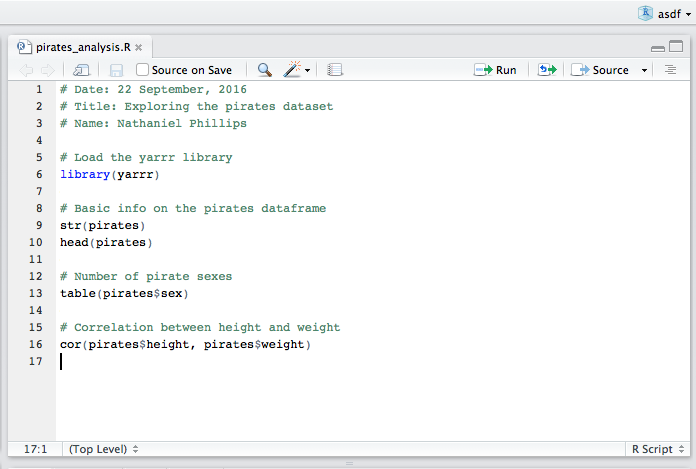 asdf
pirates_analysis.R
Source on Save
Run
Source
1 # Date: 22 September, 2016
2 # Title: Exploring the pirates dataset
3 # Name: Nathaniel Phillips
4
5 # Load the yarrr library
6 library(yarrr)
7
8 # Basic info on the pirates dataframe
9 str(pirates)
10 head(pirates)
11
12 # Number of pirate sexes
13 table(pirates$sex)
14
15 # Correlation between height and weight
16 cor(pirates$height, pirates$weight)
17
17:1 (Top Level) R Script